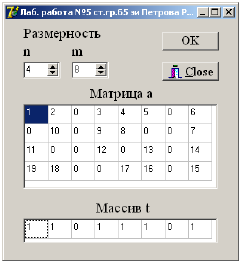 Лаб. работа №5 ст.гр.65 зи Петрова Р...
Размерность
n m
4 8
OK
Close
Матрица a
1 2 0 3 4 5 0 6
0 10 0 9 8 0 0 7
11 0 0 12 0 13 0 14
19 18 0 0 17 16 0 15
Массив t
1 1 0 1 1 1 0 1